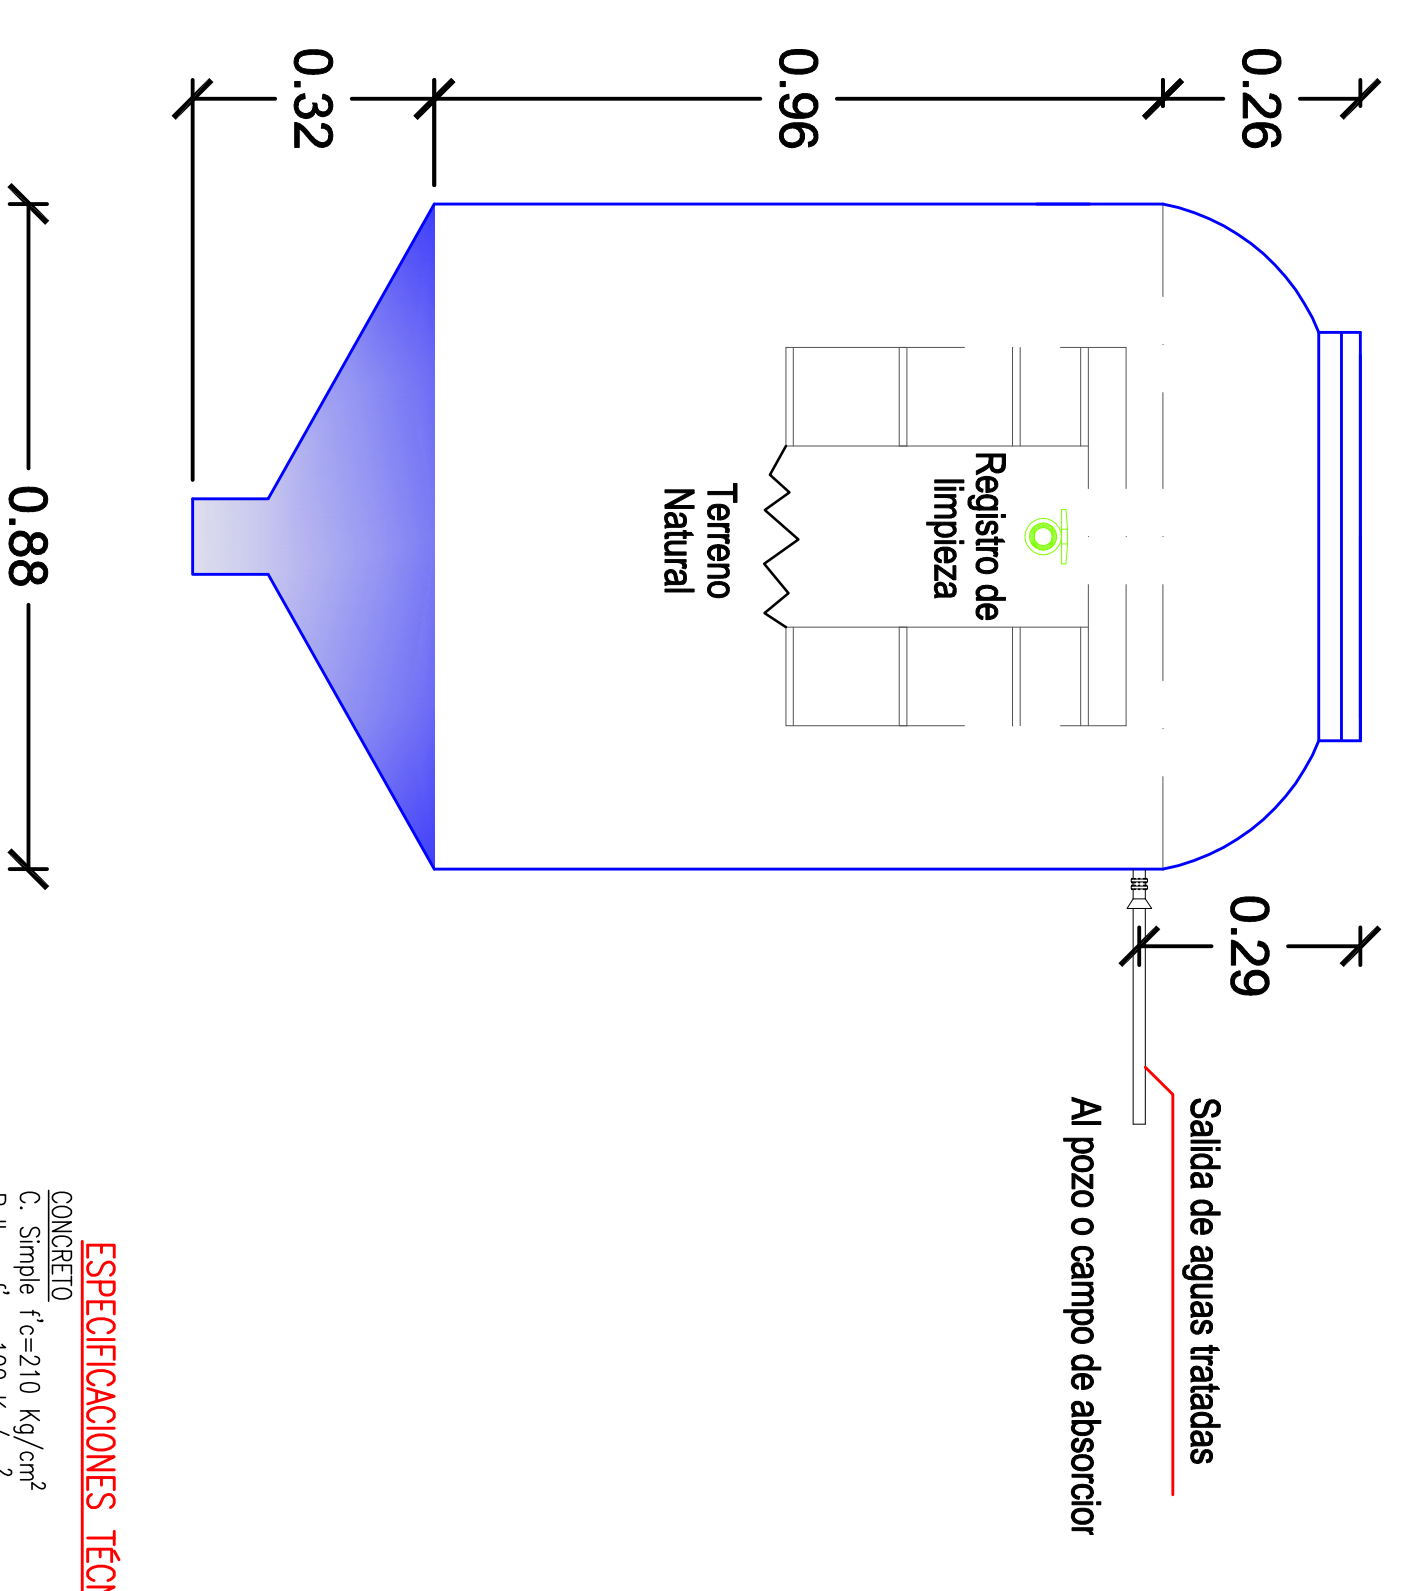 0.26
0.96
0.32
0.29
Salida de aguas tratadas
Al pozo o campo de absorcior
Registro de
limpieza
Terreno
Natural
0.88
ESPECIFICACIONES
CONCRETO
C. Simple f'c=210 Kg/cm²